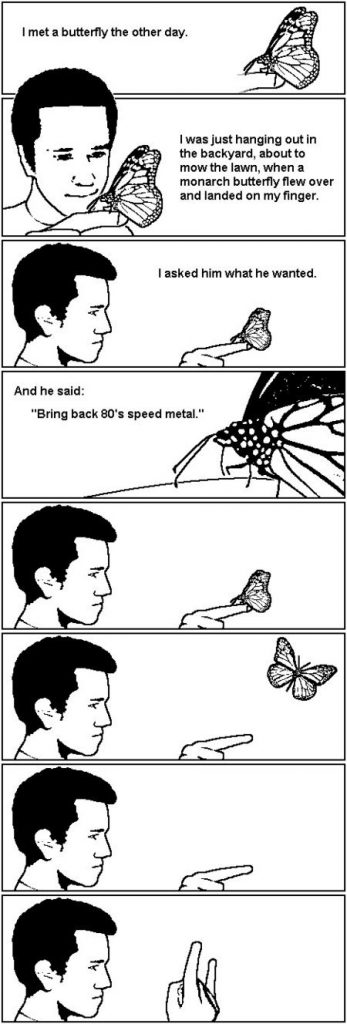 I met a butterfly the other day.
I was just hanging out in
the backyard, about to
mow the lawn, when a
monarch butterfly flew over
and landed on my finger.
I asked him what he wanted.
And he said:
"Bring back 80's speed metal."